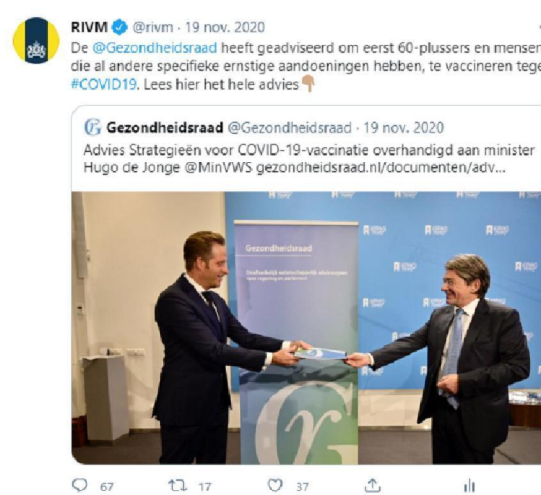 RIVM @rivm · 19 nov. 2020
De @Gezondheidsraad heeft geadviseerd om eerst 60-plussers en mensen
die al andere specifieke ernstige aandoeningen hebben, te vaccineren tege
#COVID19. Lees hier het hele advies
Gezondheidsraad @Gezondheidsraad · 19 nov. 2020
Advies Strategieën voor COVID-19-vaccinatie overhandigd aan minister
Hugo de Jonge @MinVWS gezondheidsraad.nl/documenten/adv...
Gezondheidsraad
67 17 37